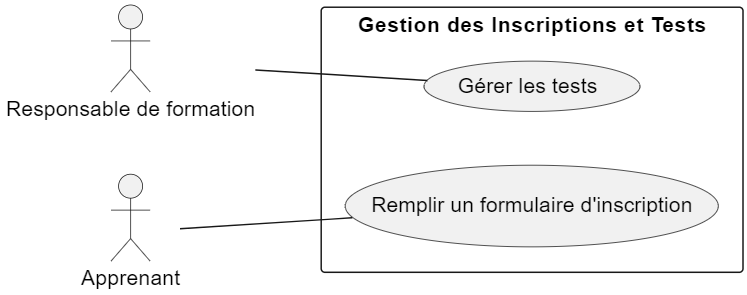 Gestion des Inscriptions et Tests
Gérer les tests
Responsable de formation
Remplir un formulaire d'inscription
Apprenant